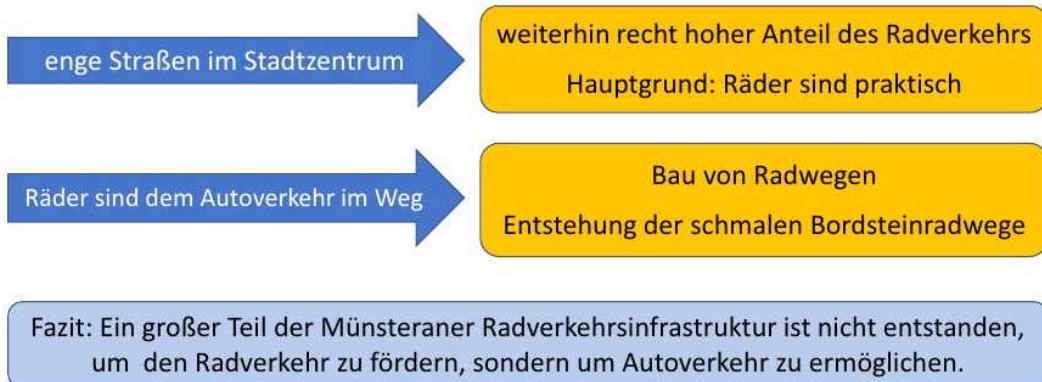 enge Straßen im Stadtzentrum
weiterhin recht hoher Anteil des Radverkehrs
Hauptgrund: Räder sind praktisch
Räder sind dem Autoverkehr im Weg
Bau von Radwegen
Entstehung der schmalen Bordsteinradwege
Fazit: Ein großer Teil der Münsteraner Radverkehrsinfrastruktur ist nicht entstanden,
um den Radverkehr zu fördern, sondern um Autoverkehr zu ermöglichen.